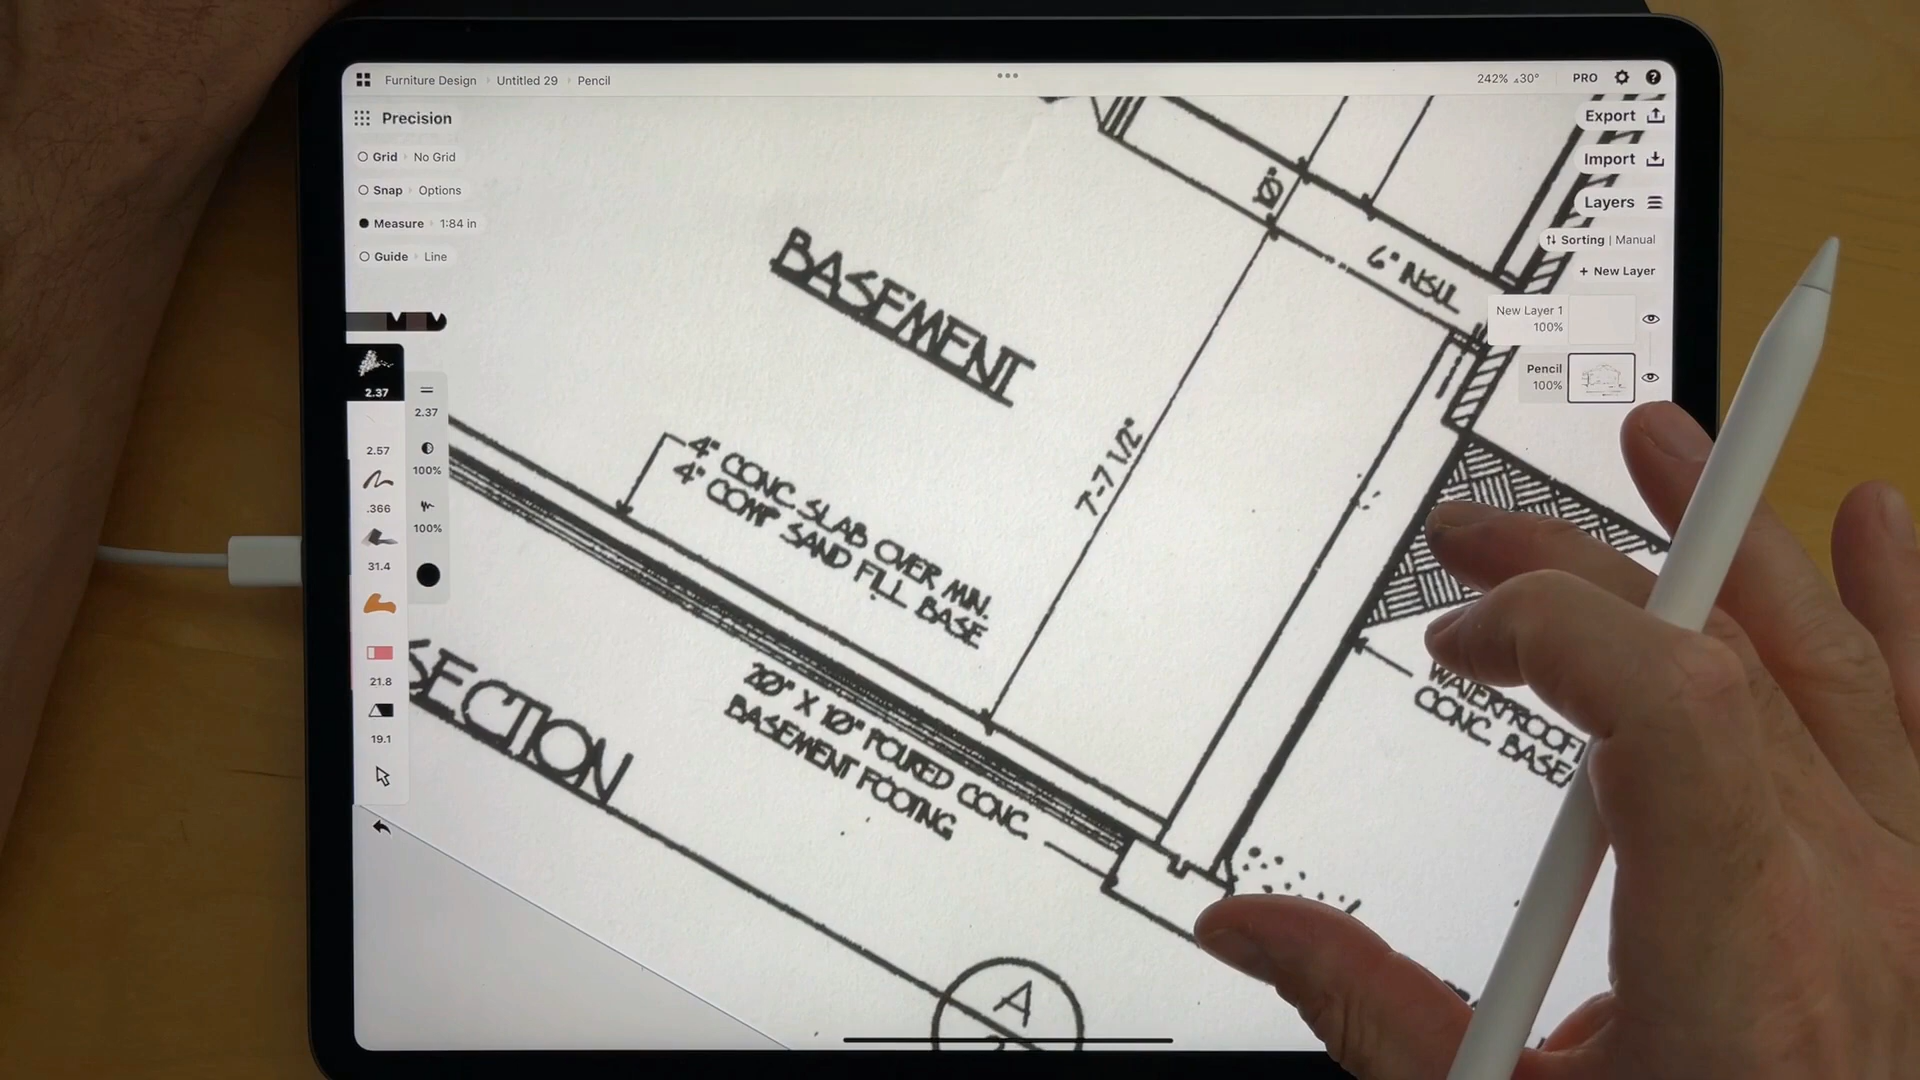 Furniture Design › Untitled 29 › Pencil
242% ⊿30°
PRO
?
Precision
Grid › No Grid
Snap › Options
Measure › 1:84 in
Guide › Line
Export
Import
Layers
Sorting | Manual
+ New Layer
New Layer 1
100%
Pencil
100%
2.37
2.57
.366
31.4
21.8
19.1
2.37
100%
100%
BASEMENT
6" INSUL
7'-7 1/2"
4" CONC. SLAB OVER MIN.
4" COMP SAND FILL BASE
20" X 10" POURED CONC.
BASEMENT FOOTING
SECTION
WATERPROOF
CONC. BASE
A